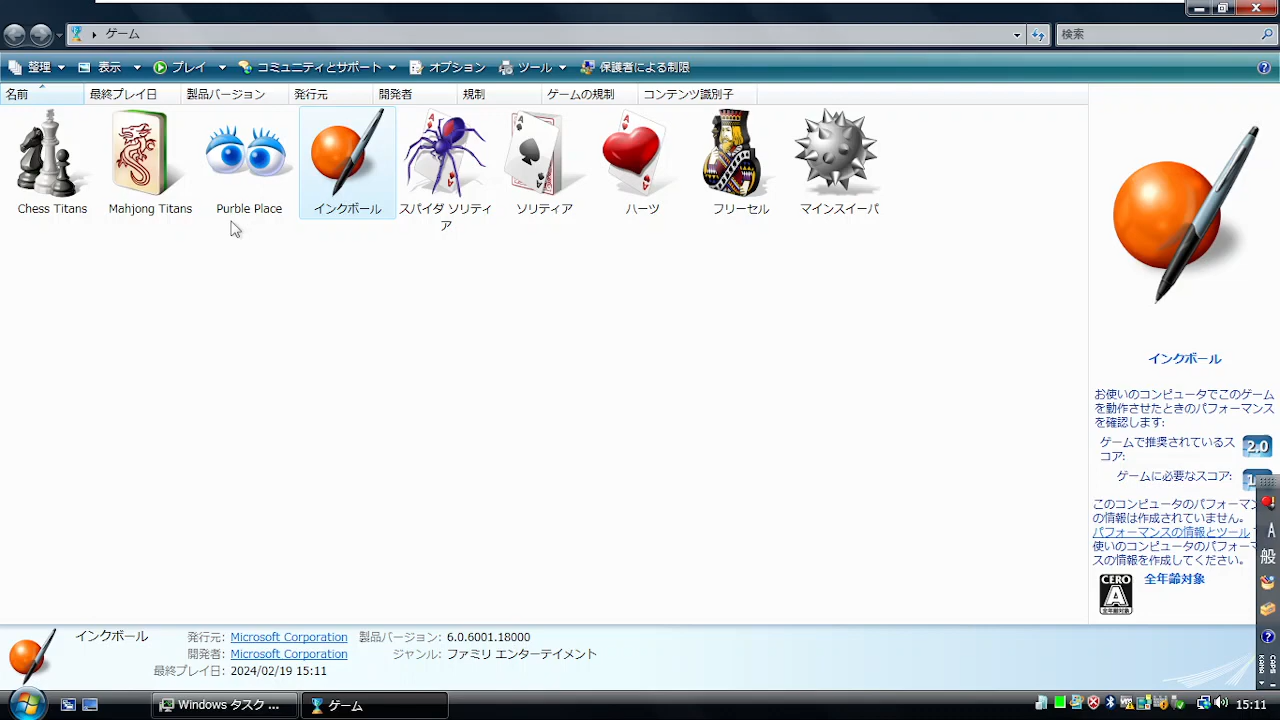 ゲーム
検索
整理
表示
プレイ
コミュニティとサポート
オプション
ツール
保護者による制限
名前
最終プレイ日
製品バージョン
発行元
開発者
規制
ゲームの規制
コンテンツ識別子
Chess Titans
Mahjong Titans
Purble Place
インクボール
スパイダ ソリティ
ア
ソリティア
ハーツ
フリーセル
マインスイーパ
インクボール
お使いのコンピュータでこのゲーム
を動作させたときのパフォーマンス
を確認します:
ゲームで推奨されているス
コア:
2.0
ゲームに必要なスコア:
このコンピュータのパフォーマン
の情報は作成されていません。
パフォーマンスの情報とツール
使いのコンピュータのパフォー
スの情報を作成してください。
CERO
A
全年齢対象
全年齢対象
A
般
CAPS
KANA
インクボール
発行元: Microsoft Corporation
製品バージョン: 6.0.6001.18000
開発者: Microsoft Corporation
ジャンル: ファミリ エンターテイメント
最終プレイ日: 2024/02/19 15:11
Windows タスク ...
ゲーム
15:11